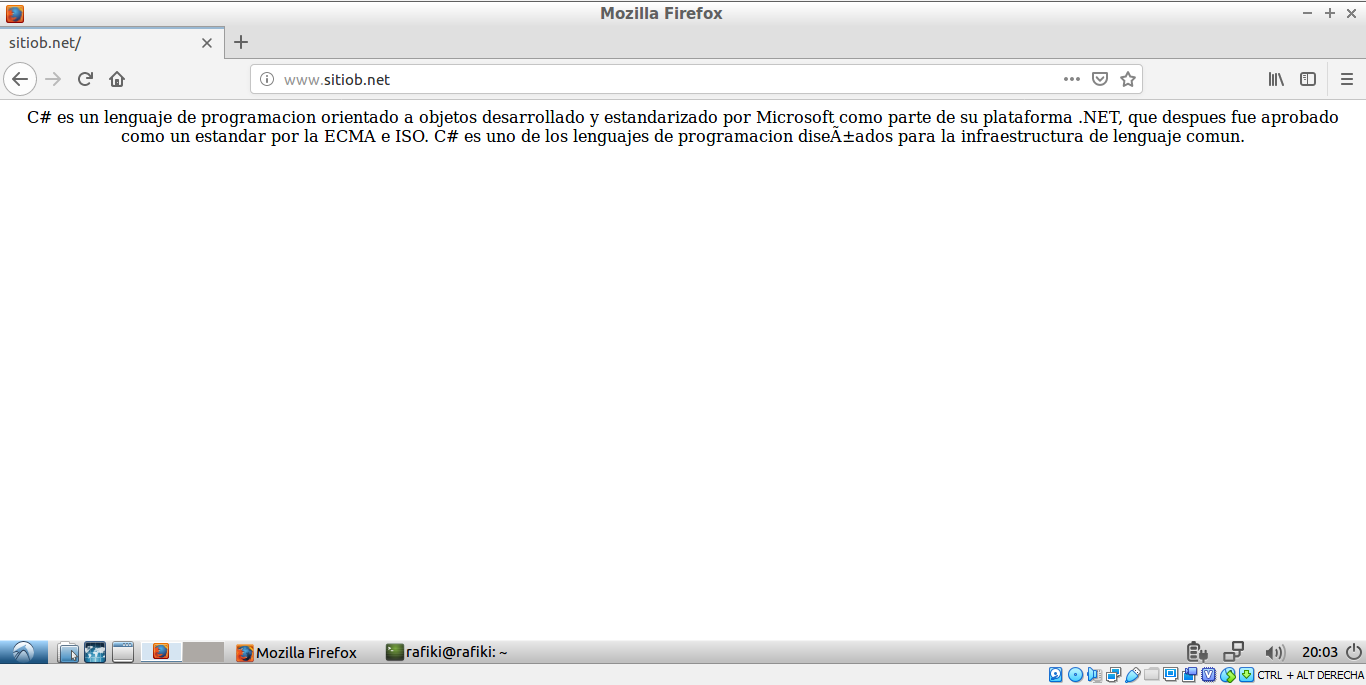 Mozilla Firefox
sitiob.net/
www.sitiob.net
C# es un lenguaje de programacion orientado a objetos desarrollado y estandarizado por Microsoft como parte de su plataforma .NET, que despues fue aprobado
como un estandar por la ECMA e ISO. C# es uno de los lenguajes de programacion diseÃ±ados para la infraestructura de lenguaje comun.
Mozilla Firefox
rafiki@rafiki: ~
20:03
CTRL + ALT DERECHA